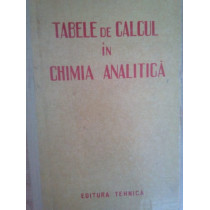 TABELE DE CALCUL
ÎN
CHIMIA ANALITICĂ
EDITURA TEHNICĂ